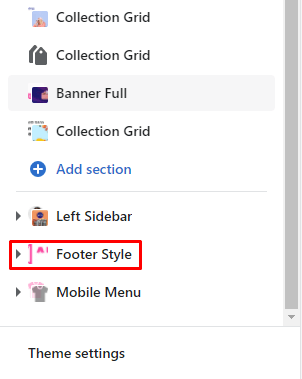 Collection Grid
Collection Grid
Banner Full
Collection Grid
Add section
Left Sidebar
Footer Style
Mobile Menu
Theme settings